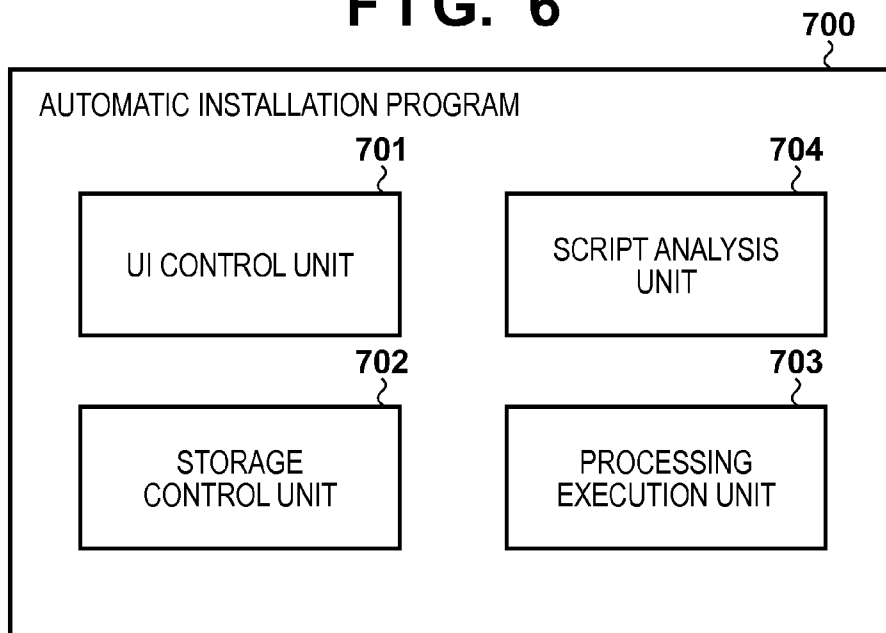 FIG. 6
700
AUTOMATIC INSTALLATION PROGRAM
701
704
UI CONTROL UNIT
SCRIPT ANALYSIS
UNIT
702
703
STORAGE
CONTROL UNIT
PROCESSING
EXECUTION UNIT